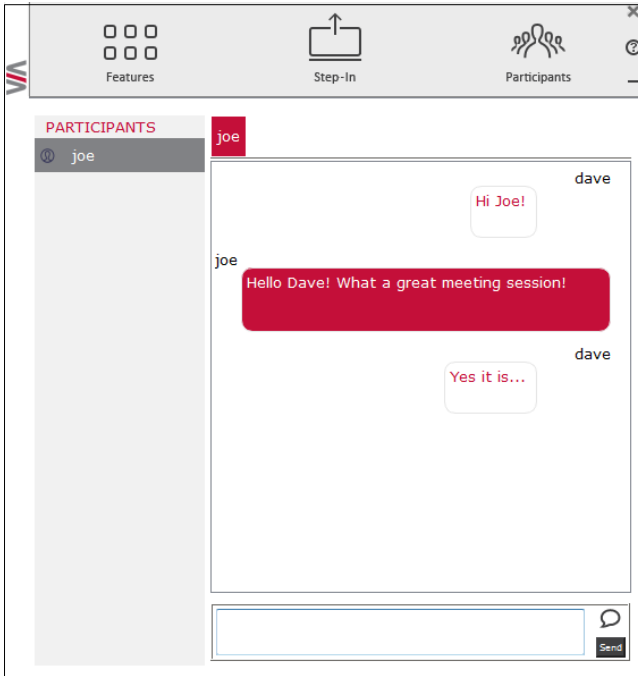 Features
Step-In
Participants
PARTICIPANTS
joe
joe
dave
Hi Joe!
joe
Hello Dave! What a great meeting session!
dave
Yes it is...
Send